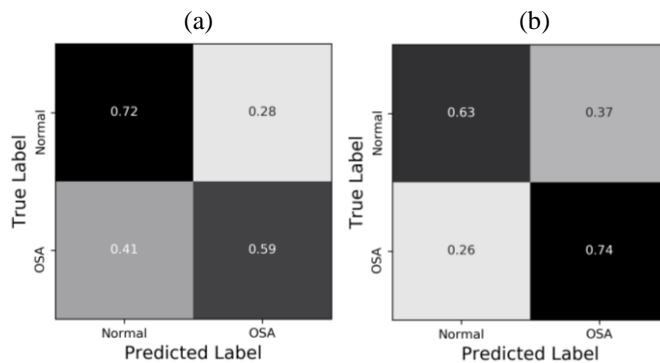 (a)
True Label
Normal
OSA
0.72 0.28
0.41 0.59
Normal OSA
Predicted Label
(b)
True Label
Normal
OSA
0.63 0.37
0.26 0.74
Normal OSA
Predicted Label